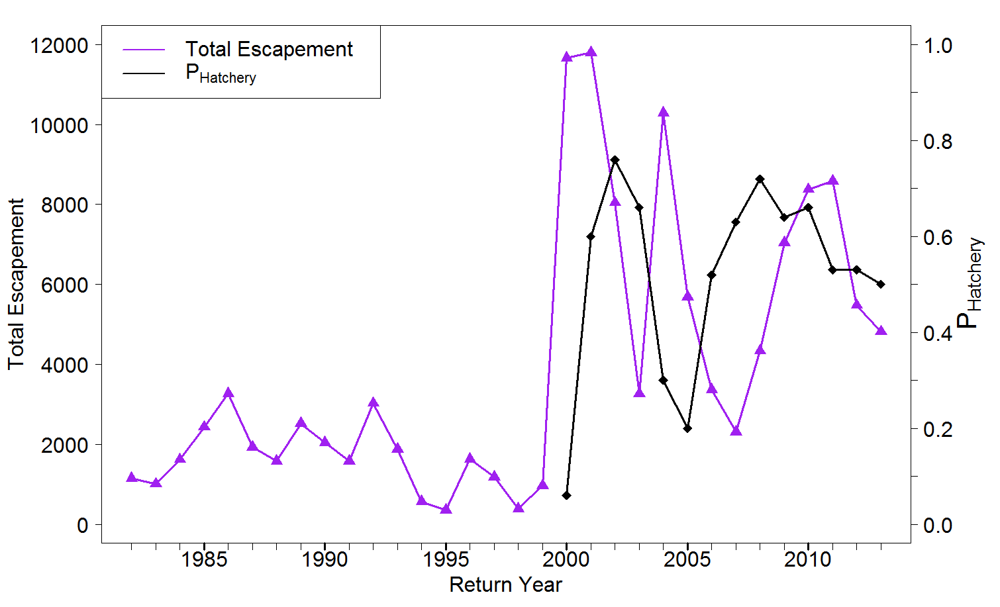 Total Escapement
PHatchery
12000
10000
8000
6000
4000
2000
0
Total Escapement
1.0
0.8
0.6
0.4
0.2
0.0
PHatchery
1985 1990 1995 2000 2005 2010
Return Year